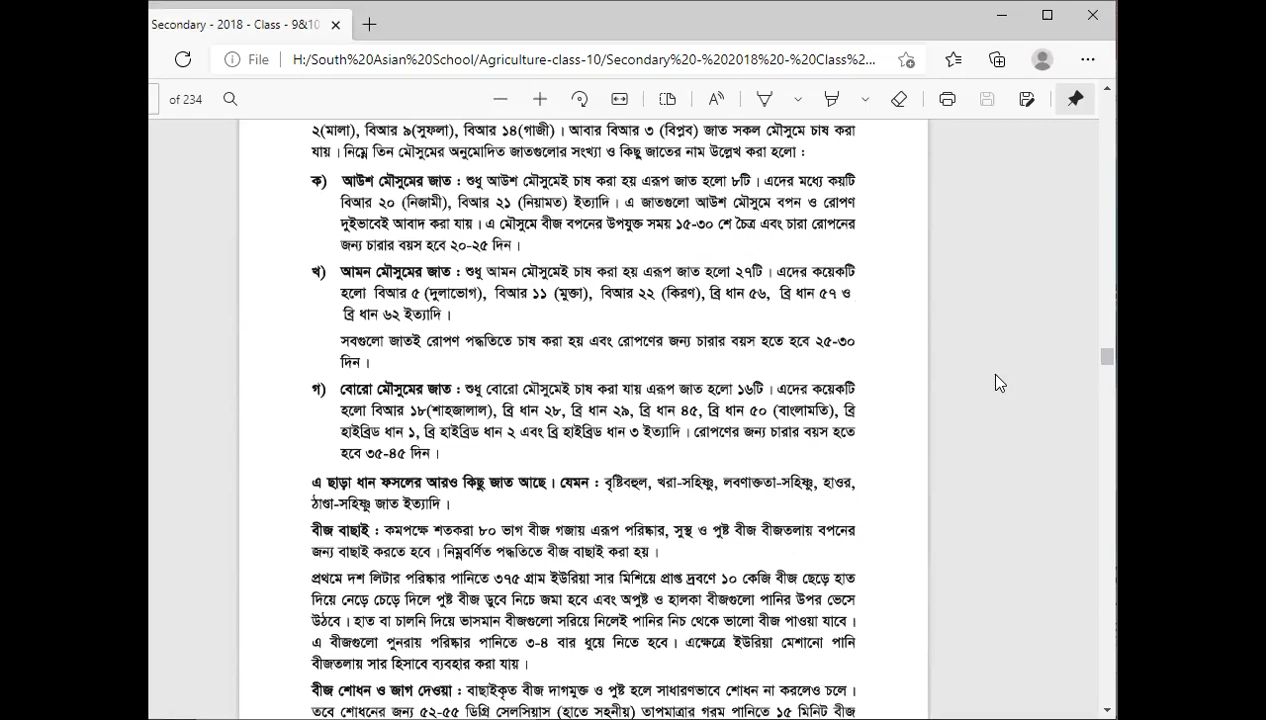 Secondary - 2018 - Class - 9&10
File H:/South%20Asian%20School/Agriculture-class-10/Secondary%20-%202018%20-%20Class%2...
of 234
২(মালা), বিআর ৯(সুফলা), বিআর ১৪(গাজী)। আবার বিআর ৩ (বিপ্লব) জাত সকল মৌসুমে চাষ করা
যায়। নিম্নে তিন মৌসুমের অনুমোদিত জাতগুলোর সংখ্যা ও কিছু জাতের নাম উল্লেখ করা হলো :
ক) আউশ মৌসুমের জাত : শুধু আউশ মৌসুমেই চাষ করা হয় এরূপ জাত হলো ৮টি। এদের মধ্যে কয়টি
বিআর ২০ (নিজামী), বিআর ২১ (নিয়ামত) ইত্যাদি। এ জাতগুলো আউশ মৌসুমে বপন ও রোপণ
দুইভাবেই আবাদ করা যায়। এ মৌসুমে বীজ বপনের উপযুক্ত সময় ১৫-৩০ শে চৈত্র এবং চারা রোপনের
জন্য চারার বয়স হবে ২০-২৫ দিন।
খ) আমন মৌসুমের জাত : শুধু আমন মৌসুমেই চাষ করা হয় এরূপ জাত হলো ২৭টি। এদের কয়েকটি
হলো বিআর ৫ (দুলাভোগ), বিআর ১১ (মুক্তা), বিআর ২২ (কিরণ), ব্রি ধান ৫৬, ব্রি ধান ৫৭ ও
ব্রি ধান ৬২ ইত্যাদি।
সবগুলো জাতই রোপণ পদ্ধতিতে চাষ করা হয় এবং রোপণের জন্য চারার বয়স হতে হবে ২৫-৩০
দিন।
গ) বোরো মৌসুমের জাত : শুধু বোরো মৌসুমেই চাষ করা যায় এরূপ জাত হলো ১৬টি। এদের কয়েকটি
হলো বিআর ১৮(শাহজালাল), ব্রি ধান ২৮, ব্রি ধান ২৯, ব্রি ধান ৪৫, ব্রি ধান ৫০ (বাংলামতি), ব্রি
হাইব্রিড ধান ১, ব্রি হাইব্রিড ধান ২ এবং ব্রি হাইব্রিড ধান ৩ ইত্যাদি। রোপণের জন্য চারার বয়স হতে
হবে ৩৫-৪৫ দিন।
এ ছাড়া ধান ফসলের আরও কিছু জাত আছে। যেমন : বৃষ্টিবহুল, খরা-সহিষ্ণু, লবণাক্ততা-সহিষ্ণু, হাওর,
ঠাণ্ডা-সহিষ্ণু জাত ইত্যাদি।
বীজ বাছাই : কমপক্ষে শতকরা ৮০ ভাগ বীজ গজায় এরূপ পরিষ্কার, সুস্থ ও পুষ্ট বীজ বীজতলায় বপনের
জন্য বাছাই করতে হবে। নিম্নবর্ণিত পদ্ধতিতে বীজ বাছাই করা হয়।
প্রথমে দশ লিটার পরিষ্কার পানিতে ৩৭৫ গ্রাম ইউরিয়া সার মিশিয়ে প্রাপ্ত দ্রবণে ১০ কেজি বীজ ছেড়ে হাত
দিয়ে নেড়ে চেড়ে দিলে পুষ্ট বীজ ডুবে নিচে জমা হবে এবং অপুষ্ট ও হালকা বীজগুলো পানির উপর ভেসে
উঠবে। হাত বা চালনি দিয়ে ভাসমান বীজগুলো সরিয়ে নিলেই পানির নিচ থেকে ভালো বীজ পাওয়া যাবে।
এ বীজগুলো পুনরায় পরিষ্কার পানিতে ৩-৪ বার ধুয়ে নিতে হবে। এক্ষেত্রে ইউরিয়া মেশানো পানি
বীজতলায় সার হিসাবে ব্যবহার করা যায়।
বীজ শোধন ও জাগ দেওয়া : বাছাইকৃত বীজ দাগমুক্ত ও পুষ্ট হলে সাধারণভাবে শোধন না করলেও চলে।
তবে শোধনের জন্য ৫২-৫৫ ডিগ্রি সেলসিয়াস (হাতে সহনীয়) তাপমাত্রার গরম পানিতে ১৫ মিনিট বীজ